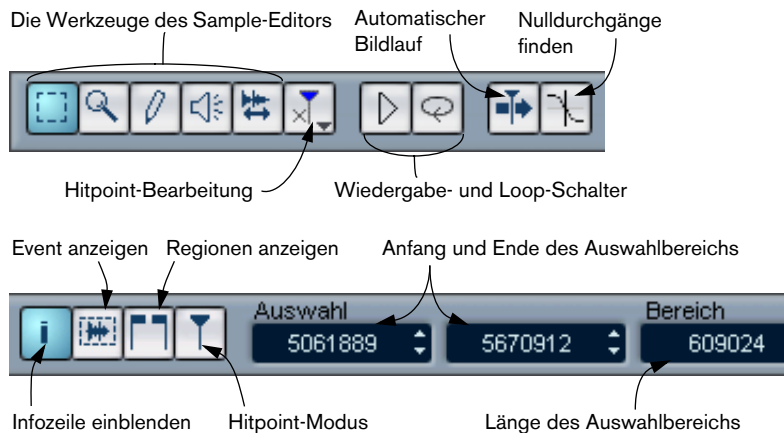 Die Werkzeuge des Sample-Editors
Automatischer
Bildlauf
Nulldurchgänge
finden
Hitpoint-Bearbeitung
Wiedergabe- und Loop-Schalter
Event anzeigen
Regionen anzeigen
Anfang und Ende des Auswahlbereichs
Auswahl
Bereich
5061889
5670912
609024
Infozeile einblenden
Hitpoint-Modus
Länge des Auswahlbereichs